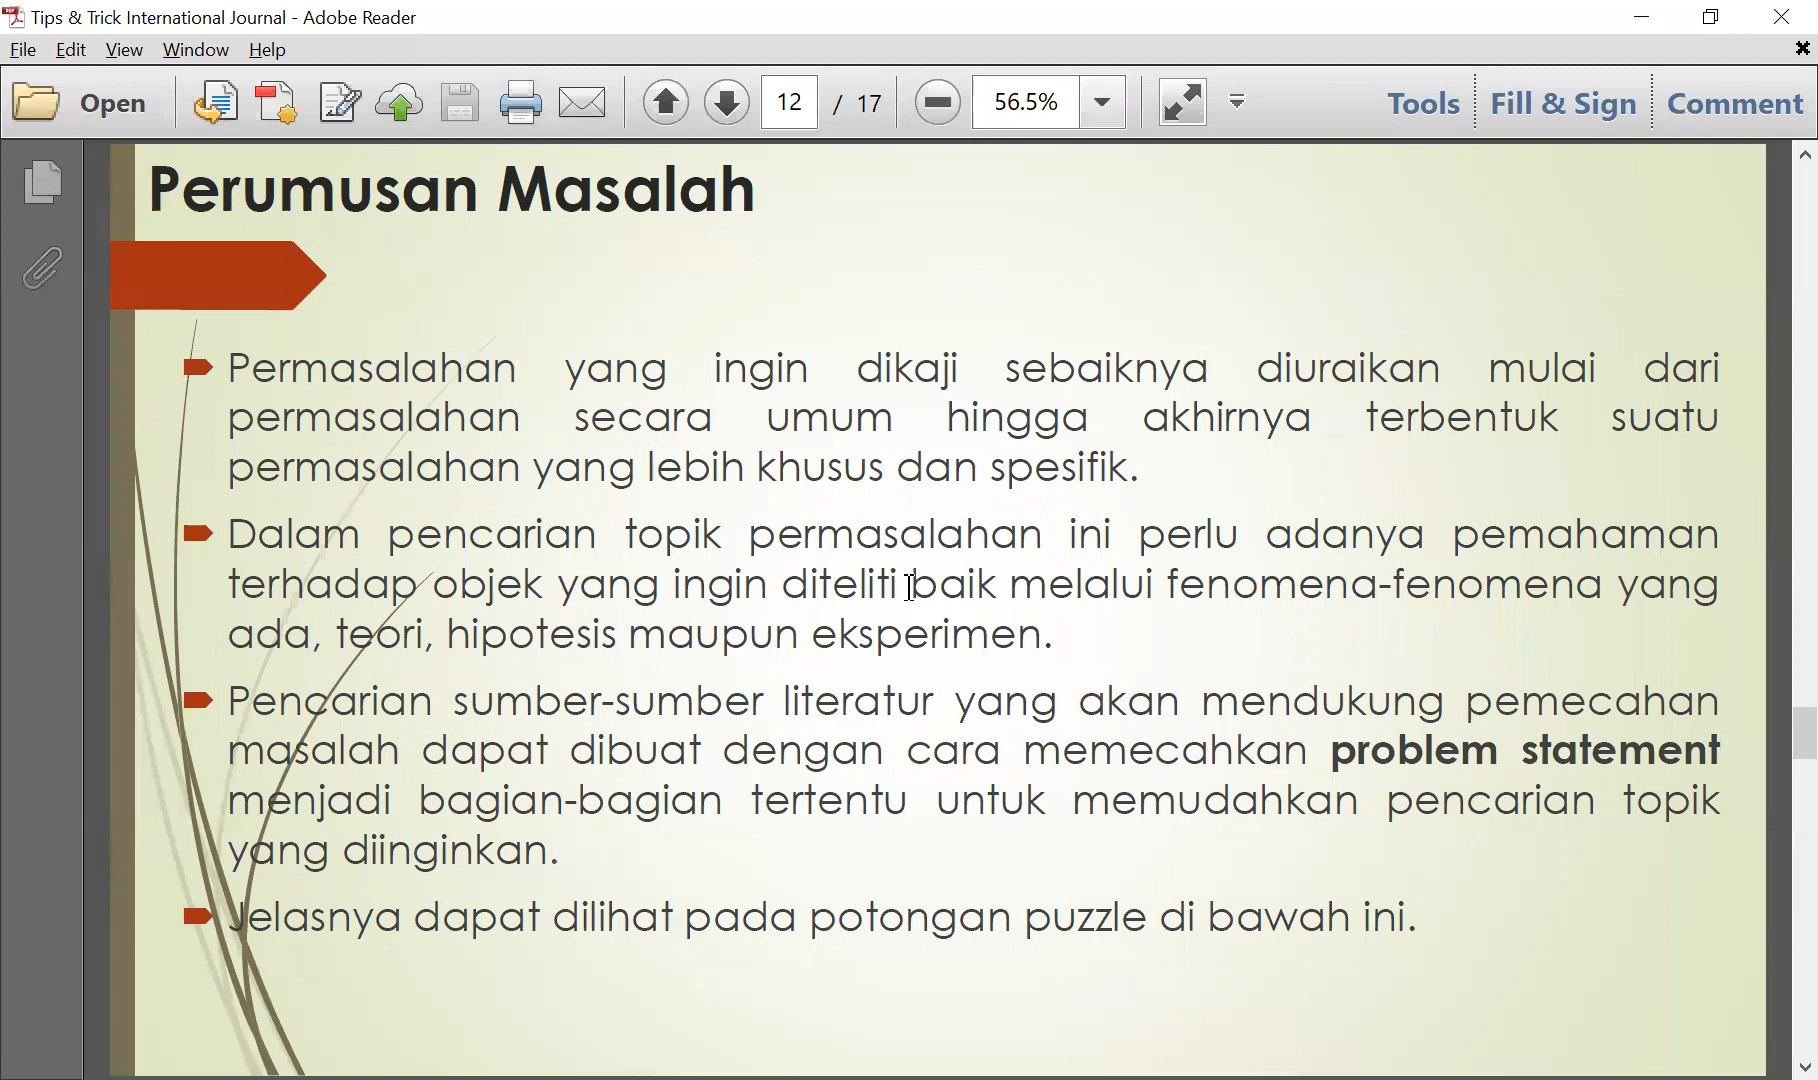 Tips & Trick International Journal - Adobe Reader
File Edit View Window Help
Open 12 / 17 56.5% Tools Fill & Sign Comment
Perumusan Masalah
Permasalahan yang ingin dikaji sebaiknya diuraikan mulai dari
permasalahan secara umum hingga akhirnya terbentuk suatu
permasalahan yang lebih khusus dan spesifik.
Dalam pencarian topik permasalahan ini perlu adanya pemahaman
terhadap objek yang ingin diteliti baik melalui fenomena-fenomena yang
ada, teori, hipotesis maupun eksperimen.
Pencarian sumber-sumber literatur yang akan mendukung pemecahan
masalah dapat dibuat dengan cara memecahkan problem statement
menjadi bagian-bagian tertentu untuk memudahkan pencarian topik
yang diinginkan.
Jelasnya dapat dilihat pada potongan puzzle di bawah ini.